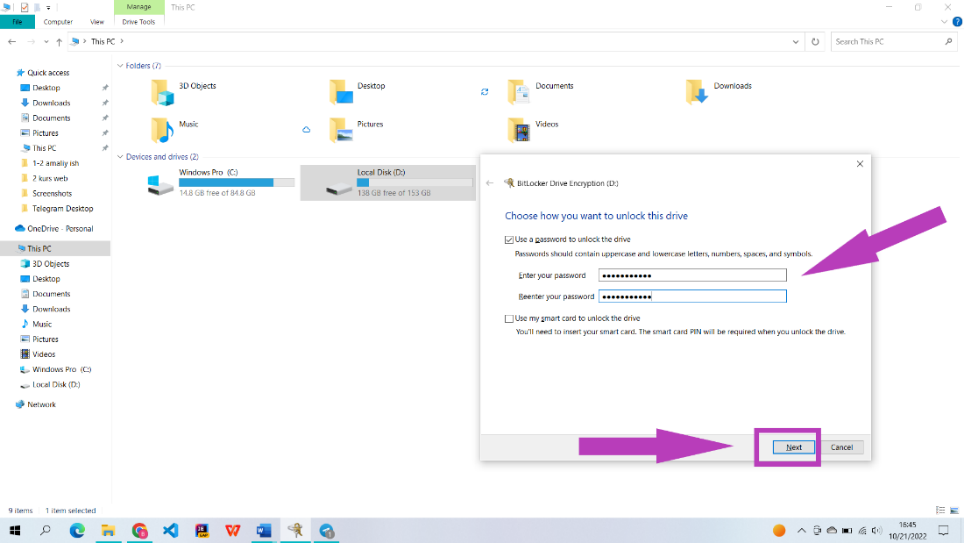 Manage
This PC
File
Computer
View
Drive Tools
This PC
Search This PC
Quick access
Desktop
Downloads
Documents
Pictures
This PC
1-2 amaliy ish
2 kurs web
Screenshots
Telegram Desktop
OneDrive - Personal
This PC
3D Objects
Desktop
Documents
Downloads
Music
Pictures
Videos
Windows Pro (C:)
Local Disk (D:)
Network
Folders (7)
3D Objects
Desktop
Documents
Downloads
Music
Pictures
Videos
Devices and drives (2)
Windows Pro (C:)
14.8 GB free of 84.8 GB
Local Disk (D:)
138 GB free of 153 GB
BitLocker Drive Encryption (D:)
Choose how you want to unlock this drive
Use a password to unlock the drive
Passwords should contain uppercase and lowercase letters, numbers, spaces, and symbols.
Enter your password
Reenter your password
Use my smart card to unlock the drive
You'll need to insert your smart card. The smart card PIN will be required when you unlock the drive.
Next
Cancel
9 items
1 item selected
16:45
10/21/2022